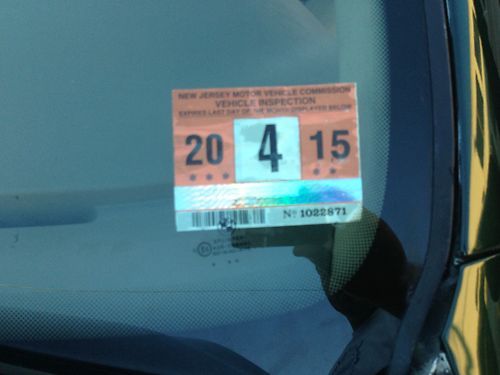 NEW JERSEY MOTOR VEHICLE COMMISSION
VEHICLE INSPECTION
EXPIRES LAST DAY OF THE MONTH DISPLAYED BELOW
20 4 15
Nº 1022871